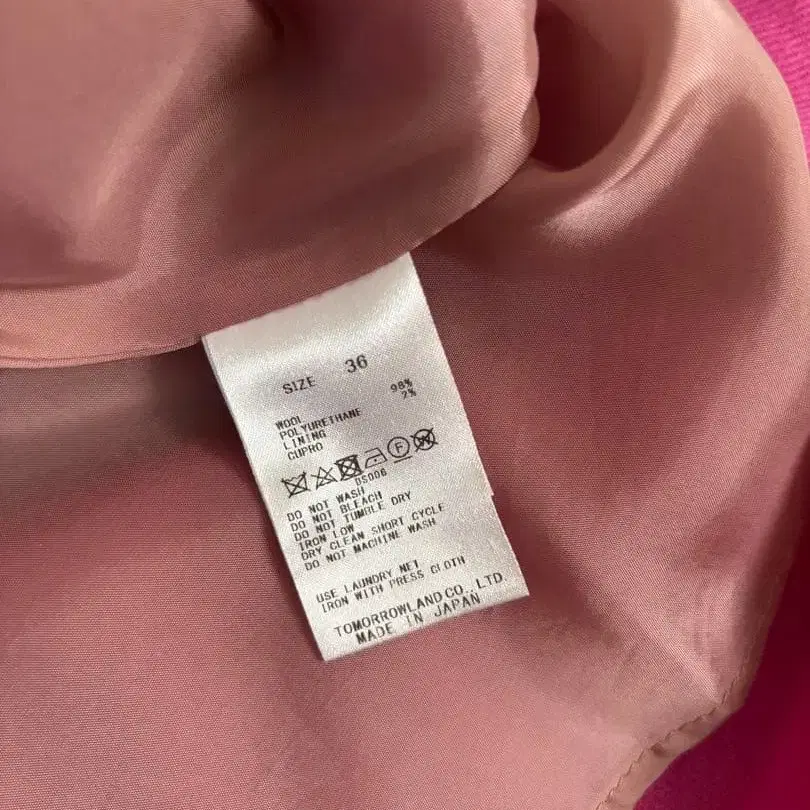 SIZE 36
WOOL 98%
POLYURETHANE 2%
LINING
CUPRO
F W
DS006
DO NOT WASH
DO NOT BLEACH
DO NOT TUMBLE DRY
IRON LOW
DRY CLEAN SHORT CYCLE
DO NOT MACHINE WASH
USE LAUNDRY NET
IRON WITH PRESS CLOTH
TOMORROWLAND CO., LTD.
MADE IN JAPAN